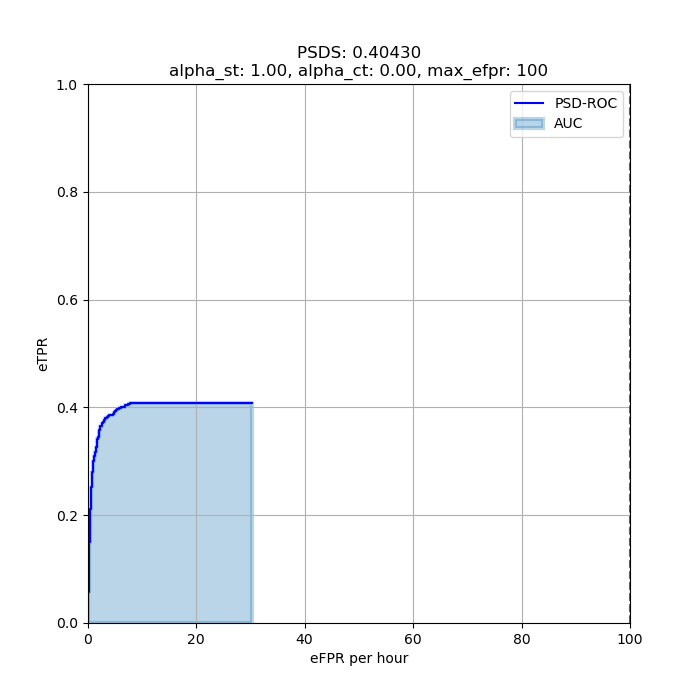 PSDS: 0.40430
alpha_st: 1.00, alpha_ct: 0.00, max_efpr: 100
1.0
0.8
0.6
0.4
0.2
0.0
eTPR
PSD-ROC
AUC
0 20 40 60 80 100
eFPR per hour